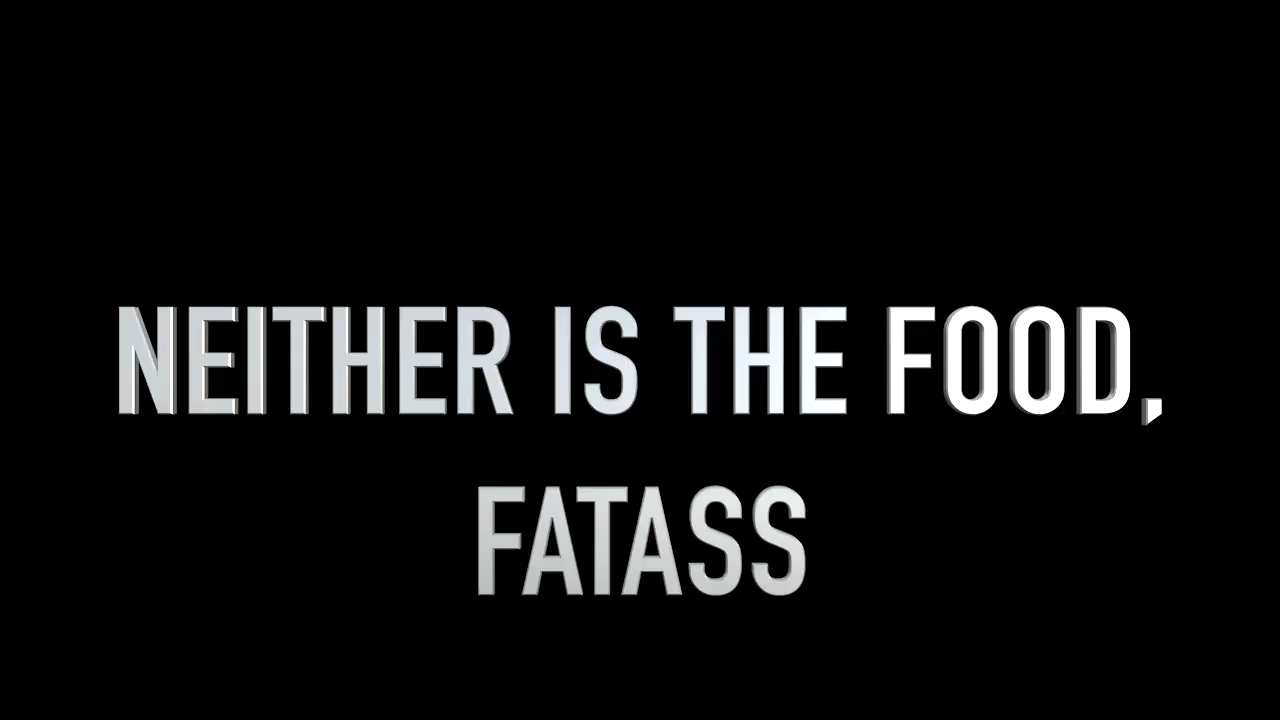 NEITHER IS THE FOOD,
FATASS